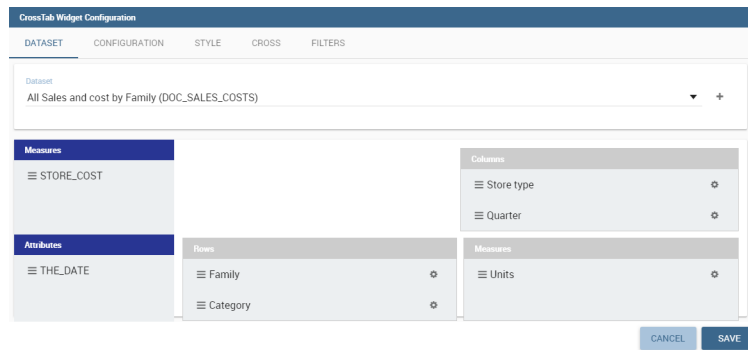 CrossTab Widget Configuration
DATASET CONFIGURATION STYLE CROSS FILTERS
Dataset
All Sales and cost by Family (DOC_SALES_COSTS)
Measures
STORE_COST
Columns
Store type
Quarter
Attributes
THE_DATE
Rows
Family
Category
Measures
Units
CANCEL SAVE